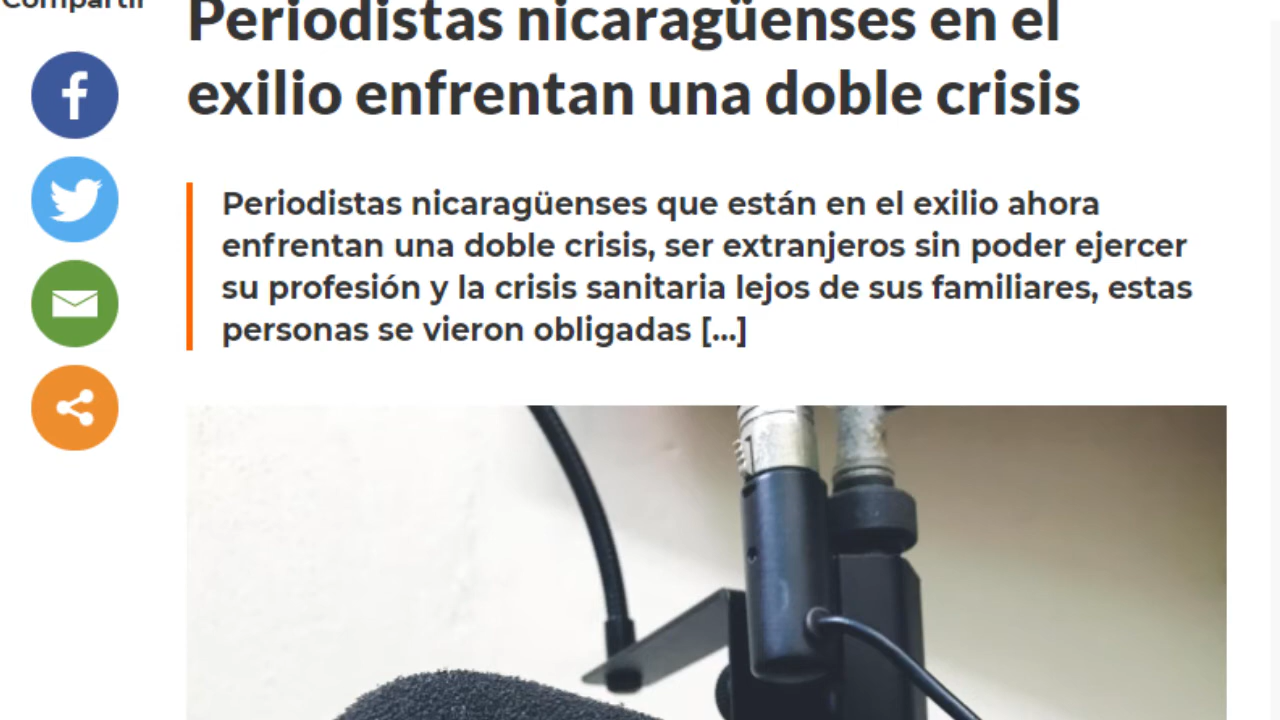 Compartir
Periodistas nicaragüenses en el
exilio enfrentan una doble crisis
Periodistas nicaragüenses que están en el exilio ahora
enfrentan una doble crisis, ser extranjeros sin poder ejercer
su profesión y la crisis sanitaria lejos de sus familiares, estas
personas se vieron obligadas [...]